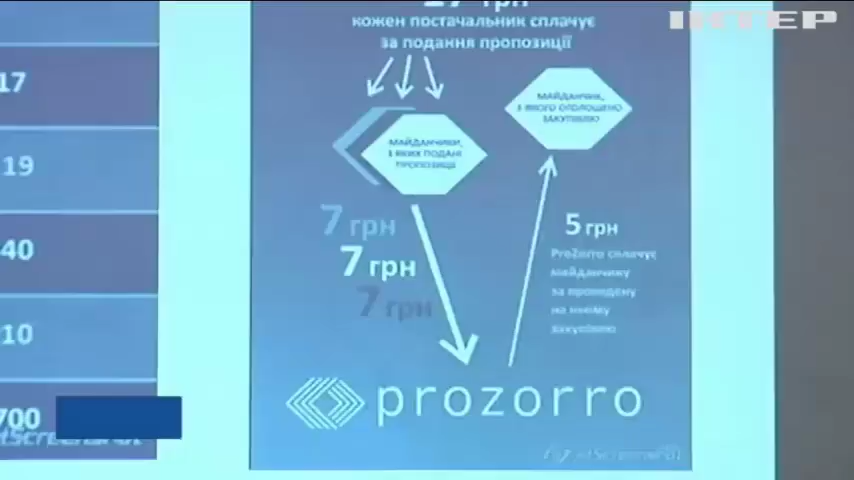 ІНТЕР
грн
кожен постачальник сплачує
за подання пропозиції
17
19
40
10
700
МАЙДАНЧИКИ,
З ЯКИХ ПОДАНІ
ПРОПОЗИЦІЇ
МАЙДАНЧИК,
З ЯКОГО ОГОЛОШЕНО
ЗАКУПІВЛЮ
7 грн
7 грн
7 грн
5 грн
ProZorro сплачує
майданчику
за проведену
на ньому
закупівлю
prozorro